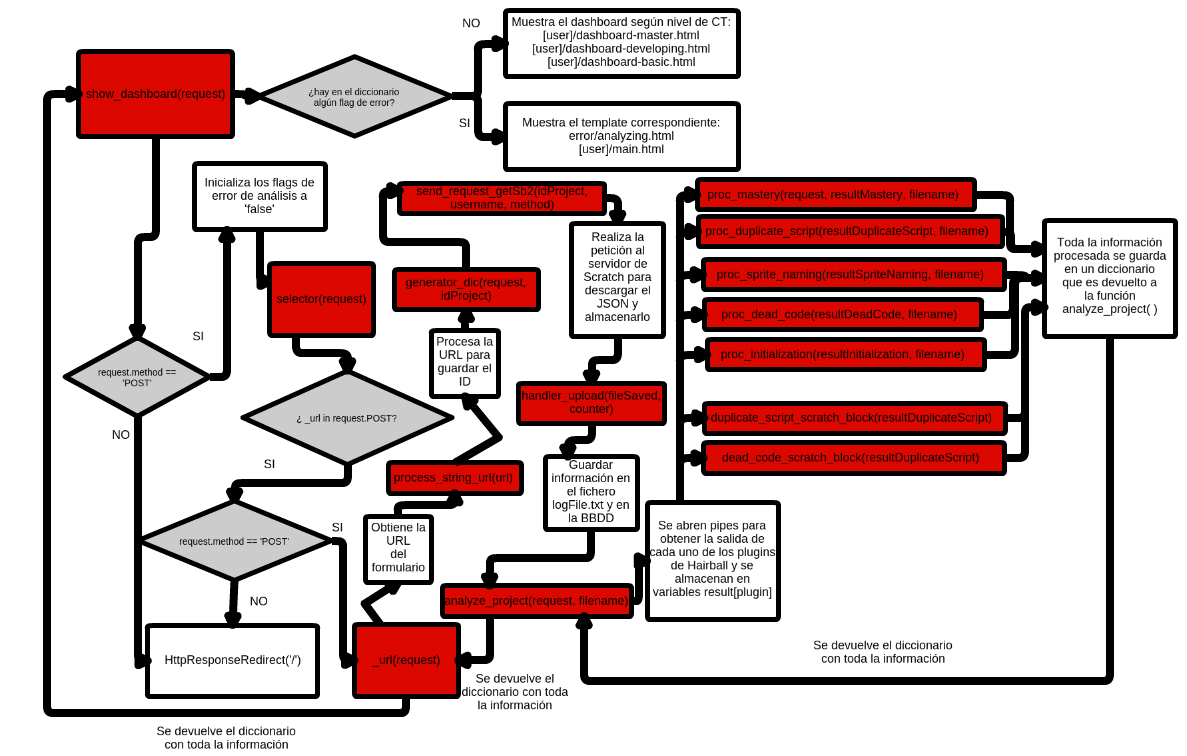 NO
Muestra el dashboard según nivel de CT:
[user]/dashboard-master.html
[user]/dashboard-developing.html
[user]/dashboard-basic.html
show_dashboard(request)
¿hay en el diccionario
algún flag de error?
SI
Muestra el template correspondiente:
error/analyzing.html
[user]/main.html
Inicializa los flags de
error de análisis a
'false'
send_request_getSb2(idProject,
username, method)
proc_mastery(request, resultMastery, filename)
proc_duplicate_script(resultDuplicateScript, filename)
proc_sprite_naming(resultSpriteNaming, filename)
proc_dead_code(resultDeadCode, filename)
proc_initialization(resultInitialization, filename)
duplicate_script_scratch_block(resultDuplicateScript)
dead_code_scratch_block(resultDuplicateScript)
Toda la información
procesada se guarda
en un diccionario
que es devuelto a
la función
analyze_project( )
Realiza la
petición al
servidor de
Scratch para
descargar el
JSON y
almacenarlo
generator_dic(request,
idProject)
selector(request)
SI
Procesa la
URL para
guardar el
ID
request.method ==
'POST'
handler_upload(fileSaved,
counter)
¿ _url in request.POST?
NO
SI
process_string_url(url)
Guardar
información en
el fichero
logFile.txt y en
la BBDD
request.method == 'POST'
SI
Obtiene la
URL
del
formulario
Se abren pipes para
obtener la salida de
cada uno de los plugins
de Hairball y se
almacenan en
variables result[plugin]
NO
analyze_project(request, filename)
HttpResponseRedirect('/')
_url(request)
Se devuelve el
diccionario con toda
la información
Se devuelve el diccionario
con toda la información
Se devuelve el diccionario
con toda la información